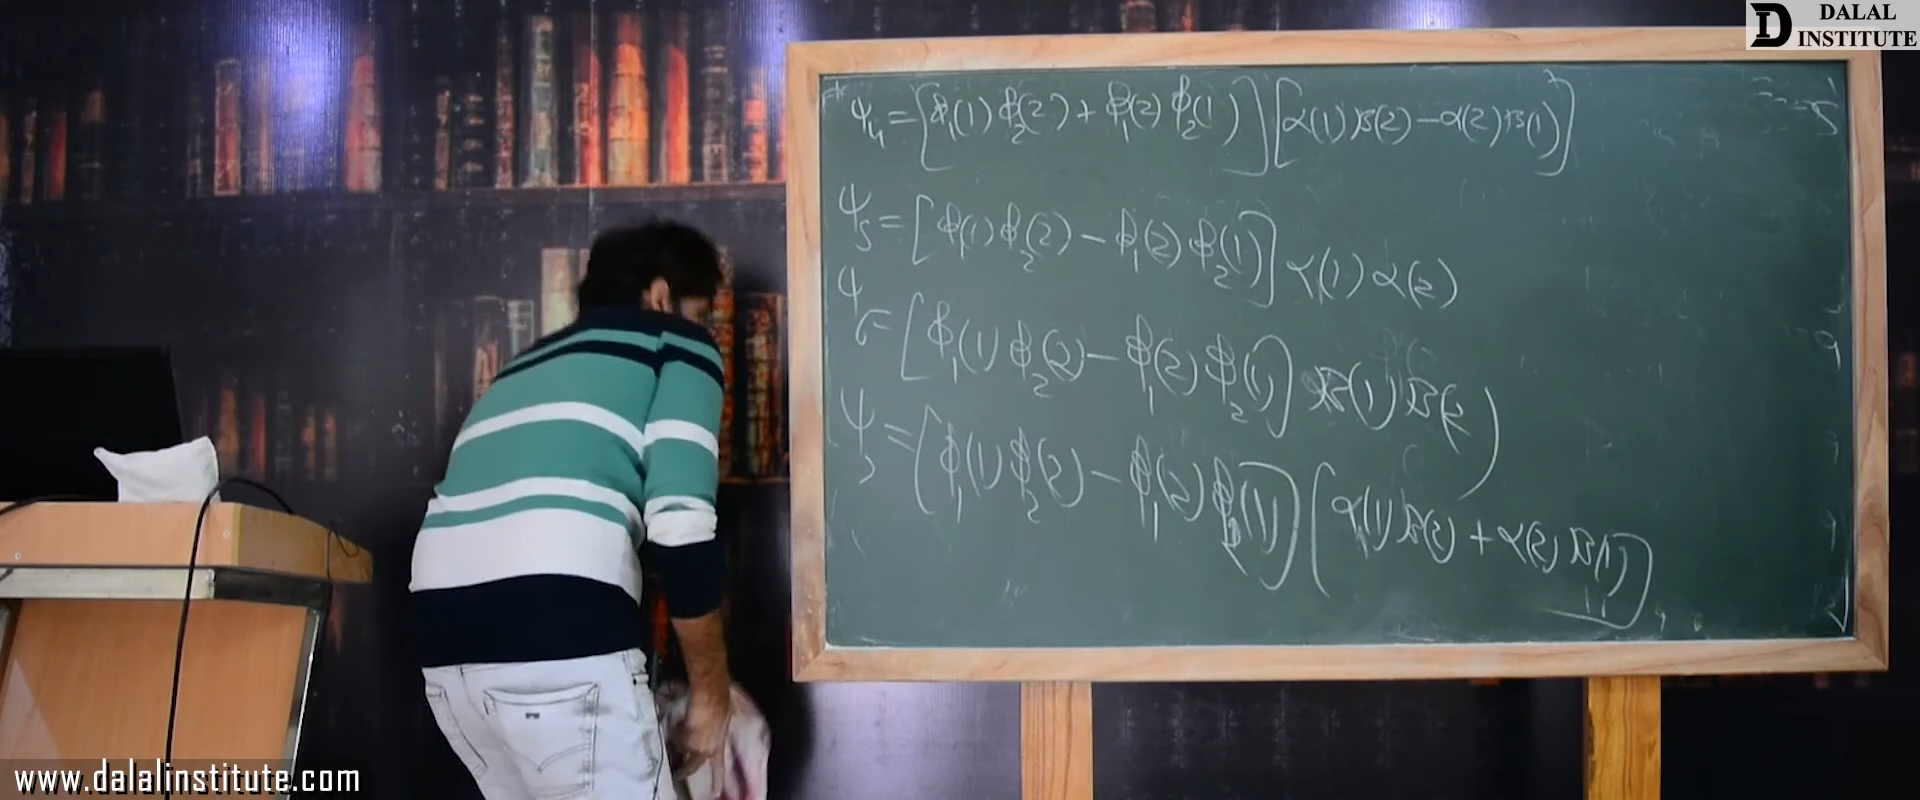 DALAL
INSTITUTE
Ψ₄ = [ϕ₁(1) ϕ₂(2) + ϕ₁(2) ϕ₂(1)] [α(1) β(2) − α(2) β(1)]
Ψ₅ = [ϕ₁(1) ϕ₂(2) − ϕ₁(2) ϕ₂(1)] α(1) α(2)
Ψ₆ = [ϕ₁(1) ϕ₂(2) − ϕ₁(2) ϕ₂(1)] β(1) β(2)
Ψ = [ϕ₁(1) ϕ₂(2) − ϕ₁(2) ϕ₂(1)] [α(1) β(2) + α(2) β(1)]
www.dalalinstitute.com